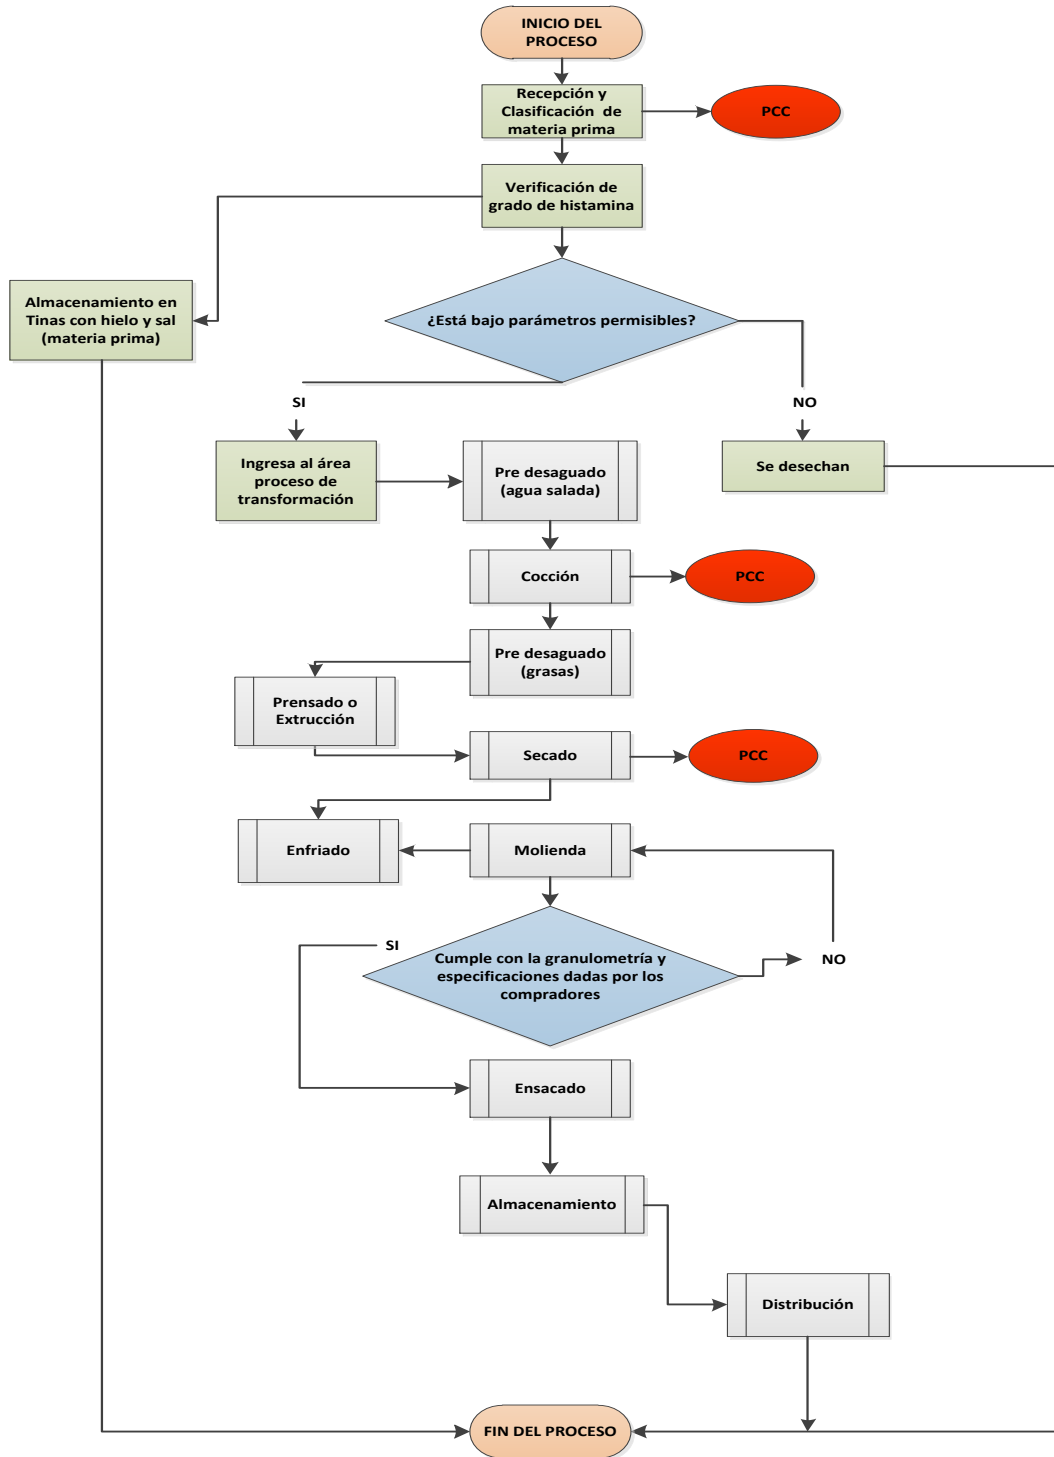 INICIO DEL
PROCESO
Recepción y
Clasificación de
materia prima
PCC
Verificación de
grado de histamina
Almacenamiento en
Tinas con hielo y sal
(materia prima)
¿Está bajo parámetros permisibles?
SI
NO
Ingresa al área
proceso de
transformación
Pre desaguado
(agua salada)
Se desechan
Cocción
PCC
Pre desaguado
(grasas)
Prensado o
Extrucción
Secado
PCC
Enfriado
Molienda
SI
Cumple con la granulometría y
especificaciones dadas por los
compradores
NO
Ensacado
Almacenamiento
Distribución
FIN DEL PROCESO